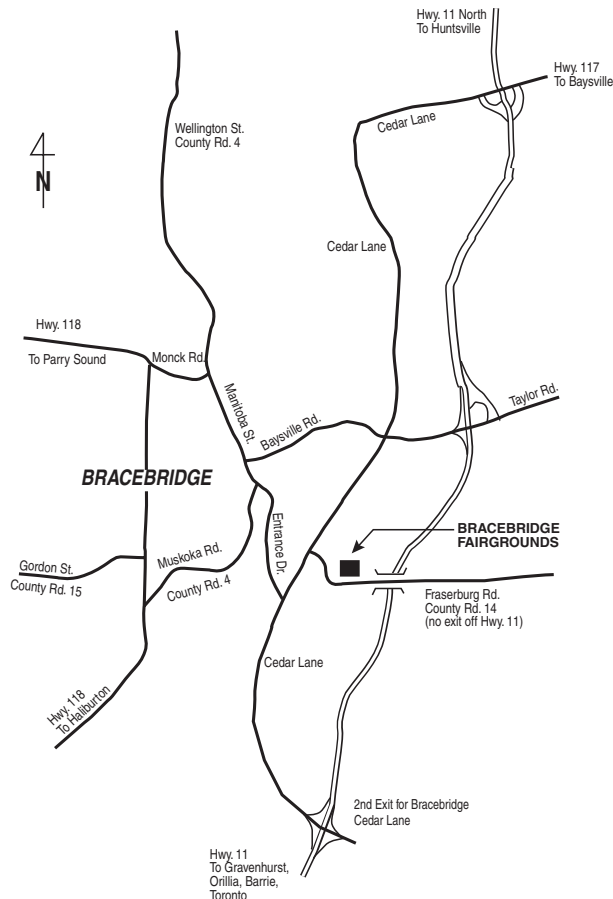 Hwy. 11 North
To Huntsville
Hwy. 117
To Baysville
Cedar Lane
Wellington St.
County Rd. 4
N
Cedar Lane
Hwy. 118
To Parry Sound
Monck Rd.
Manitoba St.
Baysville Rd.
Taylor Rd.
BRACEBRIDGE
Entrance Dr.
BRACEBRIDGE
FAIRGROUNDS
Gordon St.
County Rd. 15
Muskoka Rd.
County Rd. 4
Fraserburg Rd.
County Rd. 14
(no exit off Hwy. 11)
Cedar Lane
Hwy. 118
To Haliburton
2nd Exit for Bracebridge
Cedar Lane
Hwy. 11
To Gravenhurst,
Orillia, Barrie,
Toronto